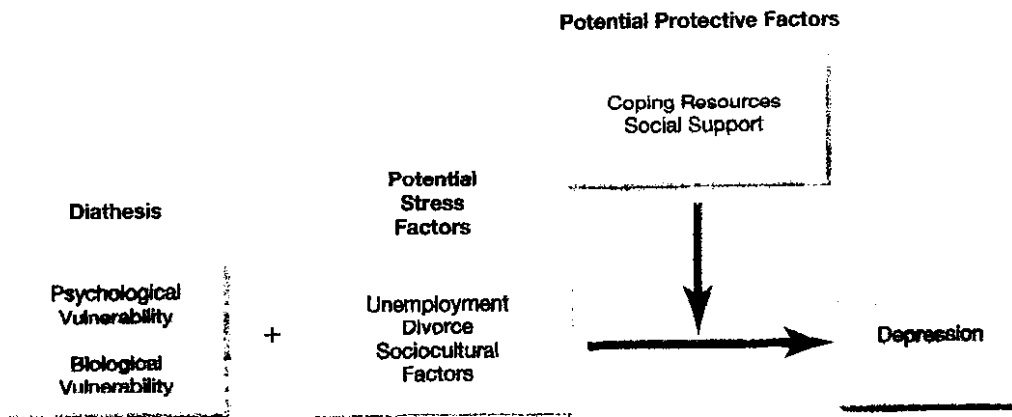 Potential Protective Factors
Coping Resources
Social Support
Diathesis
Potential
Stress
Factors
Psychological
Vulnerability
Biological
Vulnerability
+
Unemployment
Divorce
Sociocultural
Factors
Depression